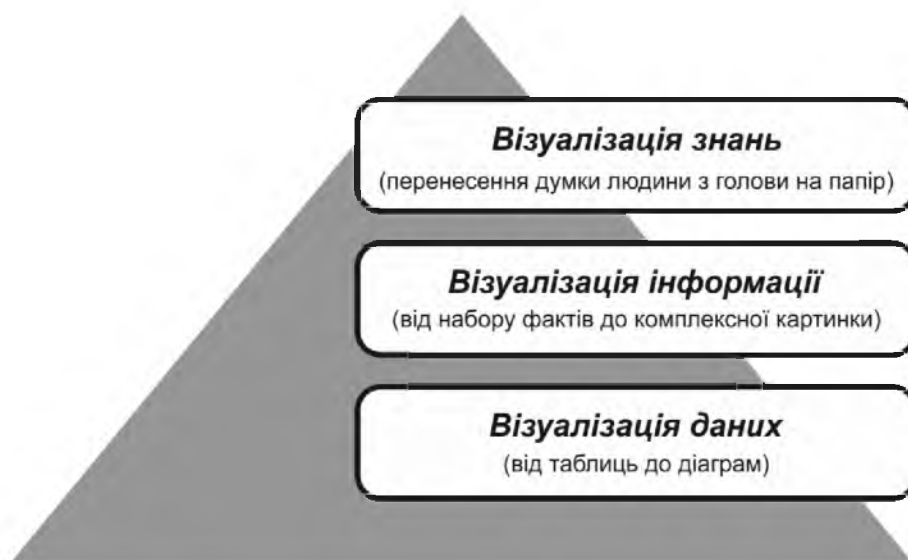 Візуалізація знань
(перенесення думки людини з голови на папір)
Візуалізація інформації
(від набору фактів до комплексної картинки)
Візуалізація даних
(від таблиць до діаграм)